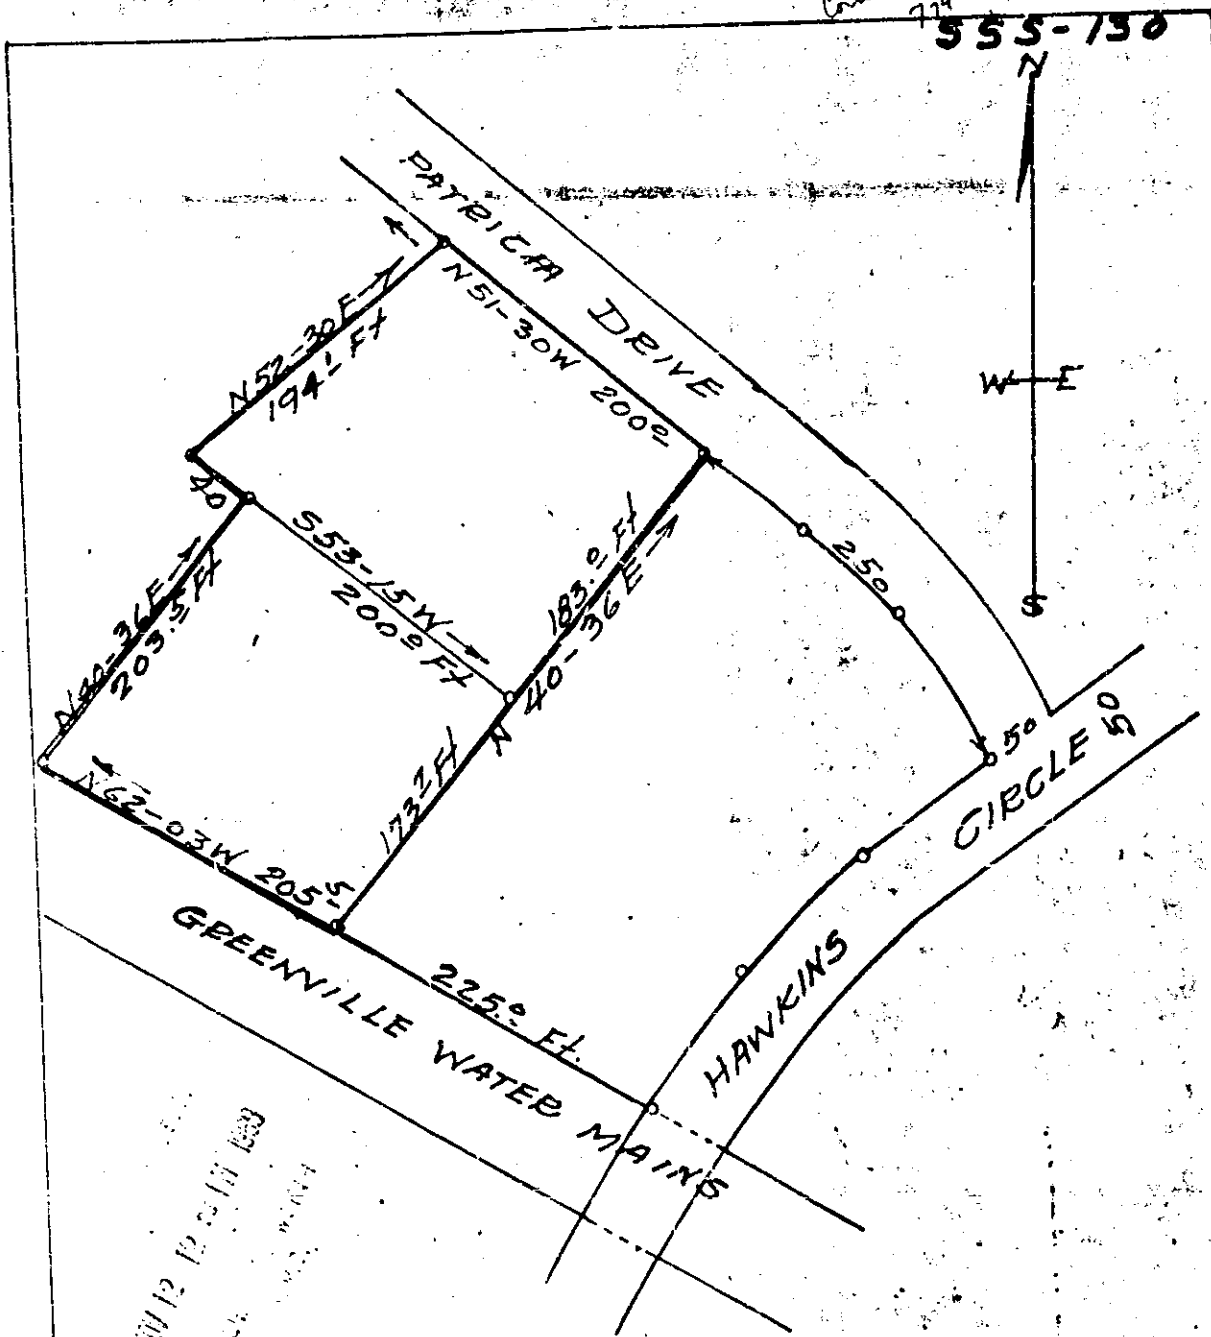 555-130
N
PATRICIA DRIVE
N52-30E
194.1 Ft
N51-30W 200.0
W E
40
S53-15W
200.0 Ft
183.0 Ft
N 40-36E
250
S
N40-36E
203.5 Ft
173.7 Ft
50
HAWKINS CIRCLE 50
N62-03W 205.5
225.0 Ft.
GREENVILLE WATER MAINS